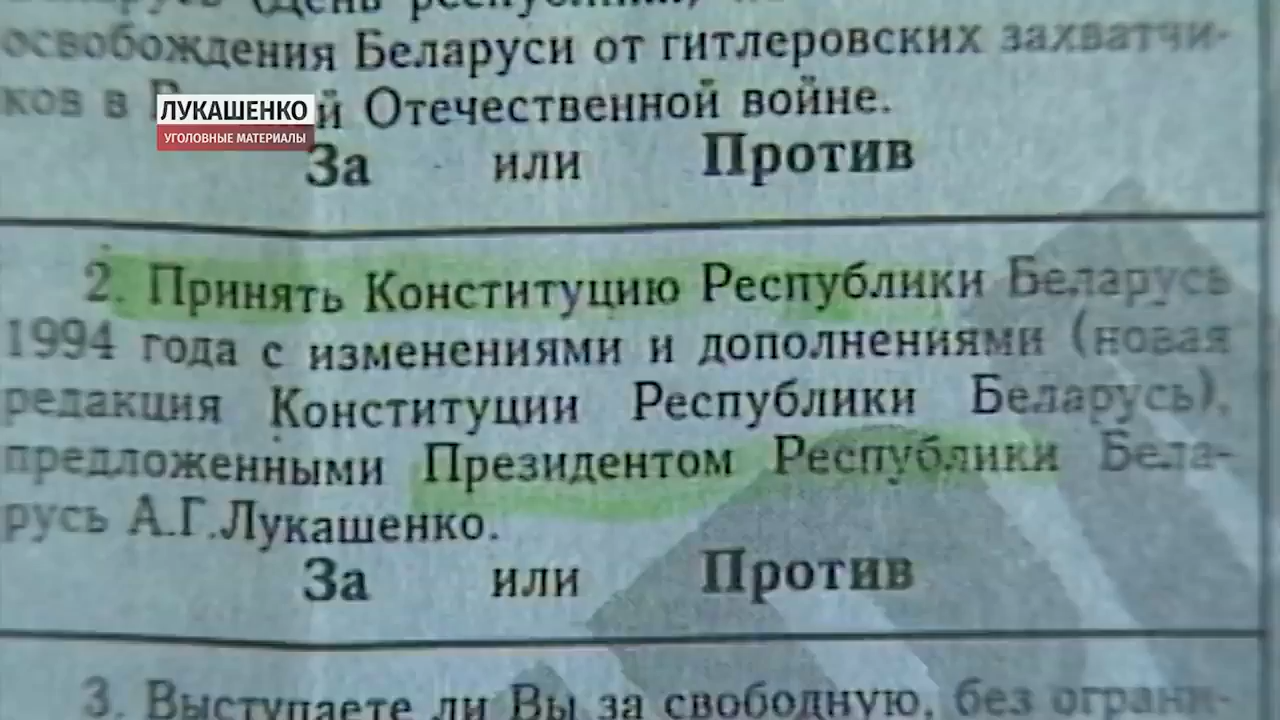 освобождения Беларуси от гитлеровских захватчи-
ков в й Отечественной войне.
ЛУКАШЕНКО
УГОЛОВНЫЕ МАТЕРИАЛЫ
За или Против
2. Принять Конституцию Республики Беларусь
1994 года с изменениями и дополнениями (новая
редакция Конституции Республики Беларусь),
предложенными Президентом Республики Бела-
русь А.Г.Лукашенко.
За или Против
3. Выступаете ли Вы за свободную, без ограни-